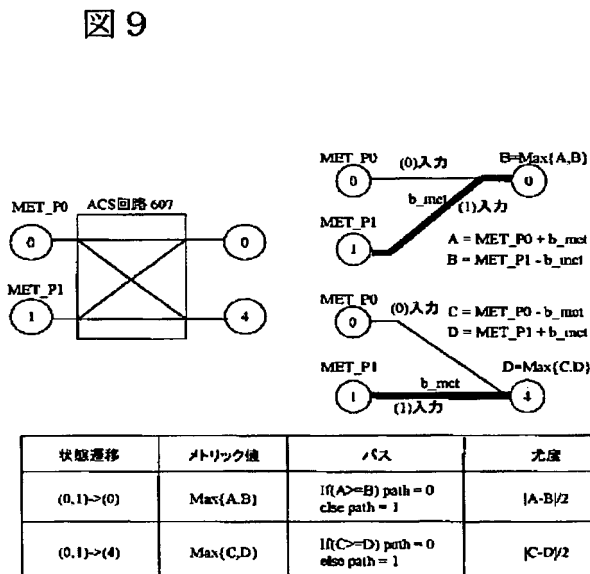 図 9
MET_P0
ACS回路 607
0
0
MET_P1
1
4
MET_P0
(0)入力
B=Max{A,B}
0
0
b_met
(1)入力
MET_P1
1
A = MET_P0 + b_met
B = MET_P1 - b_met
MET_P0
(0)入力
C = MET_P0 - b_met
D = MET_P1 + b_met
0
MET_P1
D=Max{C,D}
b_met
1
4
(1)入力
状態遷移 メトリック値 パス 尤度
(0,1)->(0) Max{A,B} If(A>=B) path = 0
else path = 1 |A-B|/2
(0,1)->(4) Max{C,D} If(C>=D) path = 0
else path = 1 |C-D|/2